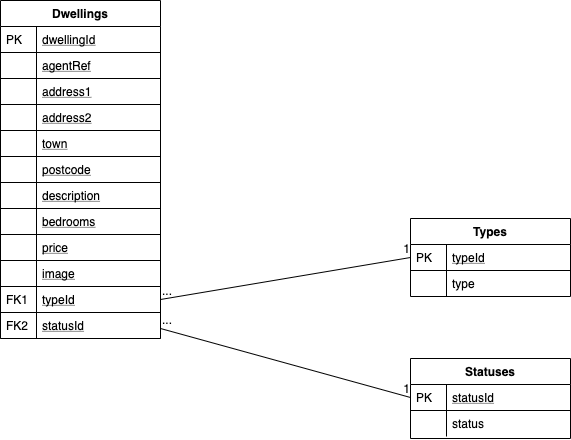 Dwellings
PK dwellingId
agentRef
address1
address2
town
postcode
description
bedrooms
price
image
FK1 typeId
FK2 statusId
...
...
1
1
Types
PK typeId
type
Statuses
PK statusId
status